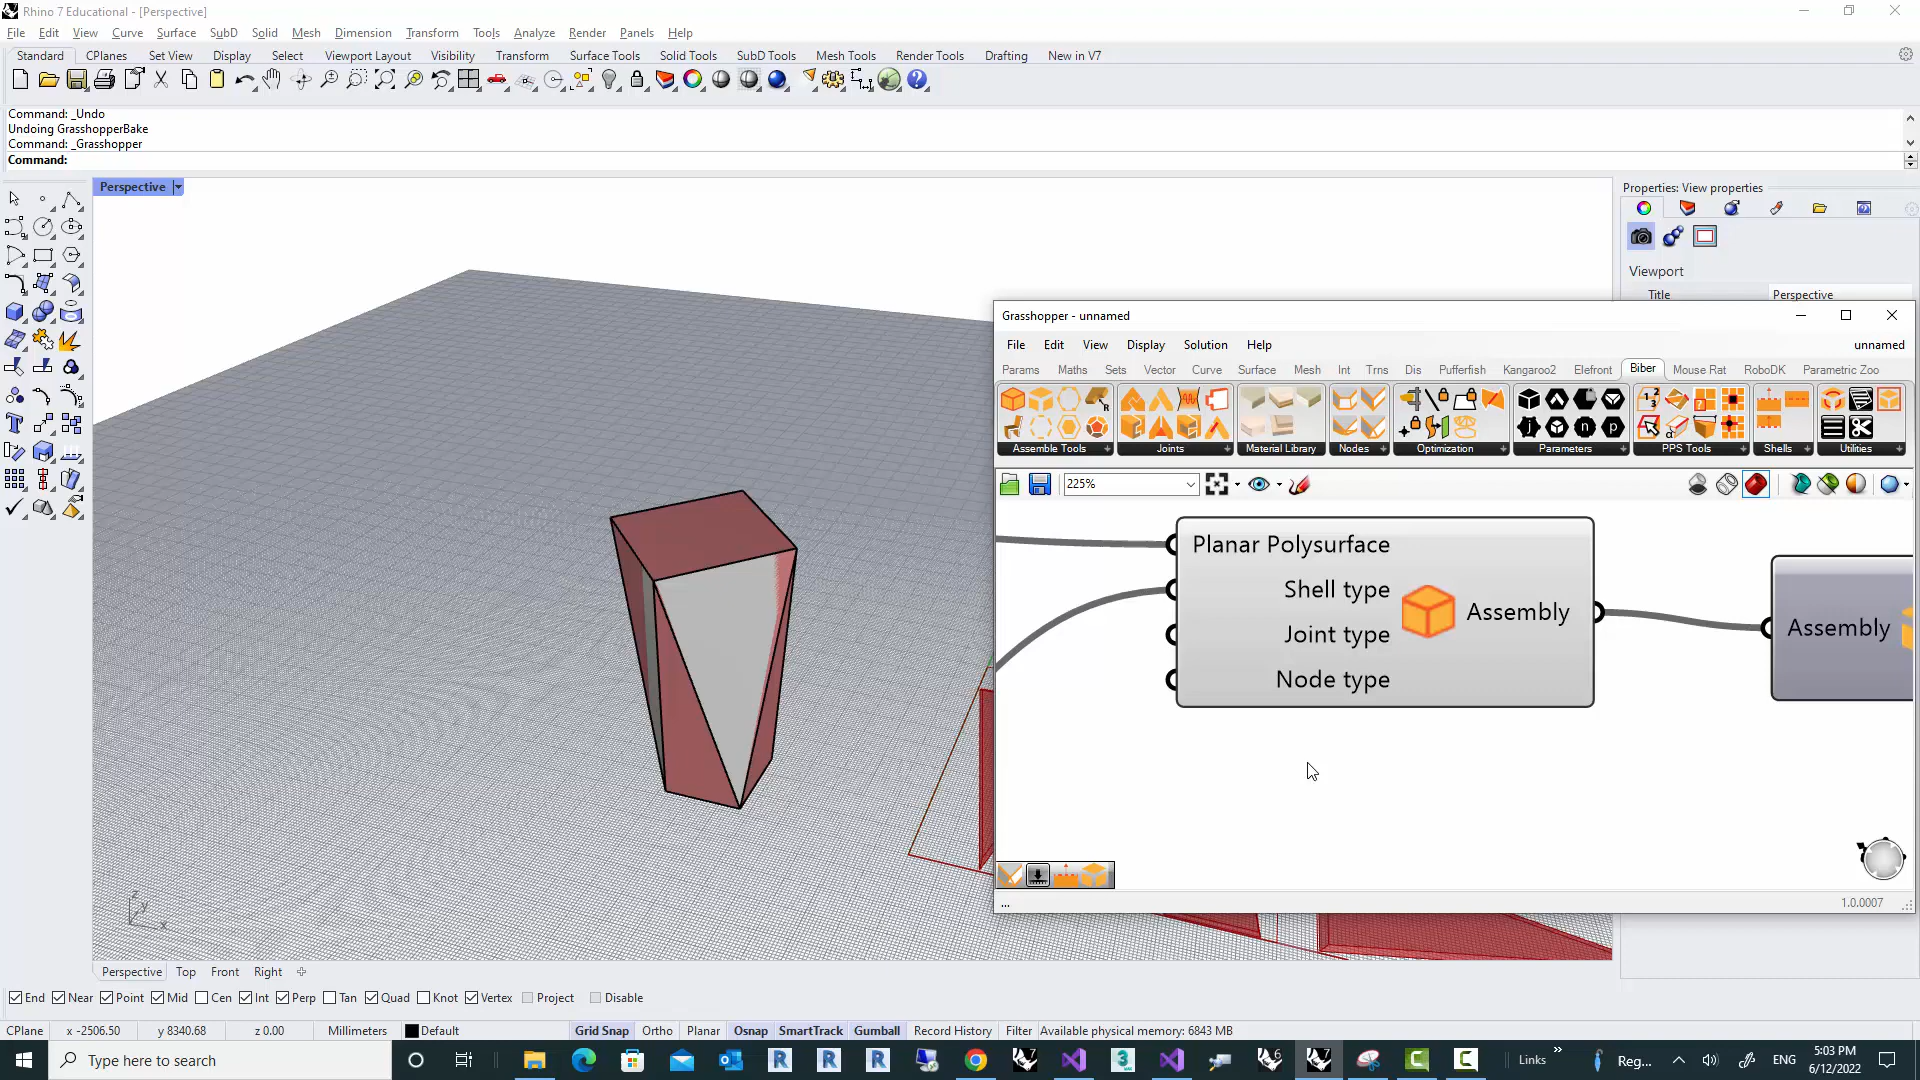 Rhino 7 Educational - [Perspective]
File Edit View Curve Surface SubD Solid Mesh Dimension Transform Tools Analyze Render Panels Help
Standard CPlanes Set View Display Select Viewport Layout Visibility Transform Surface Tools Solid Tools SubD Tools Mesh Tools Render Tools Drafting New in V7
Command: _Undo
Undoing GrasshopperBake
Command: _Grasshopper
Command:
Perspective
Properties: View properties
Viewport
Title Perspective
Grasshopper - unnamed
File Edit View Display Solution Help unnamed
Params Maths Sets Vector Curve Surface Mesh Int Trns Dis Pufferfish Kangaroo2 Elefront Biber Mouse Rat RoboDK Parametric Zoo
Assemble Tools Joints Material Library Nodes Optimization Parameters PPS Tools Shells Utilities
225%
Planar Polysurface
Shell type
Joint type
Node type
Assembly
Assembly
... 1.0.0007
z
y
x
Perspective Top Front Right
End Near Point Mid Cen Int Perp Tan Quad Knot Vertex Project Disable
CPlane x -2506.50 y 8340.68 z 0.00 Millimeters Default Grid Snap Ortho Planar Osnap SmartTrack Gumball Record History Filter Available physical memory: 6843 MB
Type here to search
Links
Reg...
ENG
5:03 PM
6/12/2022